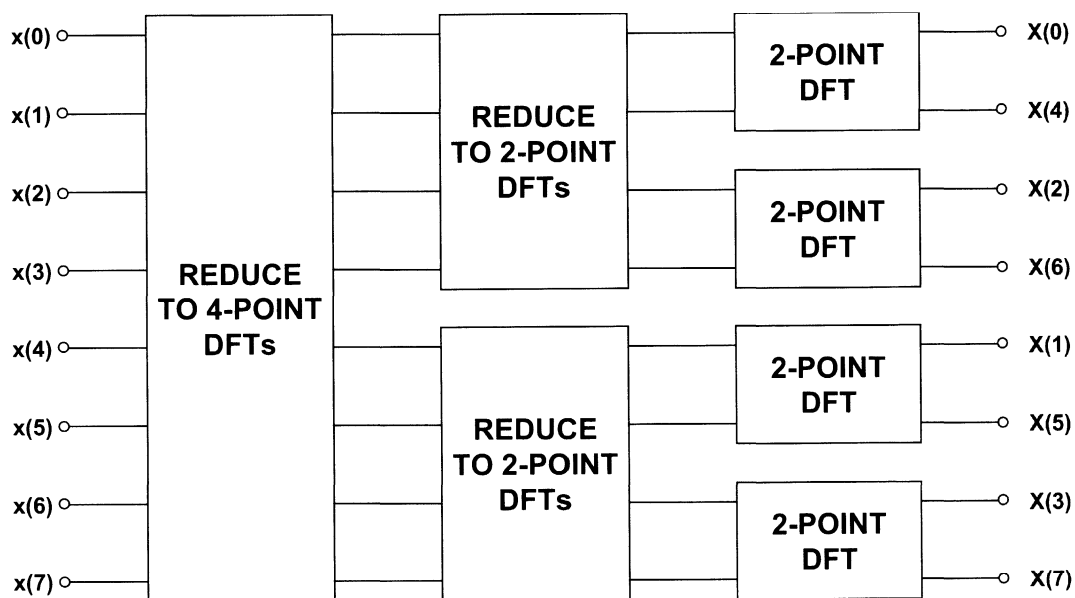 x(0)
x(1)
x(2)
x(3)
x(4)
x(5)
x(6)
x(7)
REDUCE
TO 4-POINT
DFTs
REDUCE
TO 2-POINT
DFTs
REDUCE
TO 2-POINT
DFTs
2-POINT
DFT
2-POINT
DFT
2-POINT
DFT
2-POINT
DFT
X(0)
X(4)
X(2)
X(6)
X(1)
X(5)
X(3)
X(7)